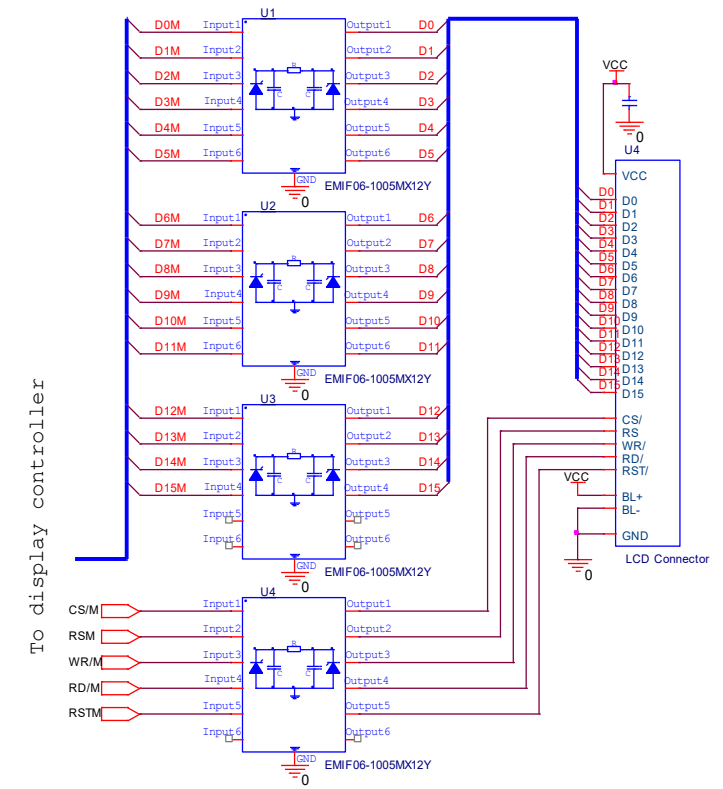 U1
D0M Input1 Output1 D0
D1M Input2 Output2 D1
D2M Input3 Output3 D2
D3M Input4 Output4 D3
D4M Input5 Output5 D4
D5M Input6 Output6 D5
R
C C
GND
0
EMIF06-1005MX12Y
U2
D6M Input1 Output1 D6
D7M Input2 Output2 D7
D8M Input3 Output3 D8
D9M Input4 Output4 D9
D10M Input5 Output5 D10
D11M Input6 Output6 D11
R
C C
GND
0
EMIF06-1005MX12Y
U3
D12M Input1 Output1 D12
D13M Input2 Output2 D13
D14M Input3 Output3 D14
D15M Input4 Output4 D15
Input5 Output5
Input6 Output6
R
C C
GND
0
EMIF06-1005MX12Y
U4
CS/M Input1 Output1
RSM Input2 Output2
WR/M Input3 Output3
RD/M Input4 Output4
RSTM Input5 Output5
Input6 Output6
R
C C
GND
0
EMIF06-1005MX12Y
To display controller
VCC
0
U4
VCC
D0 D0
D1 D1
D2 D2
D3 D3
D4 D4
D5 D5
D6 D6
D7 D7
D8 D8
D9 D9
D10 D10
D11 D11
D12 D12
D13 D13
D14 D14
D15 D15
CS/
RS
WR/
RD/
RST/
VCC
BL+
BL-
GND
0
LCD Connector